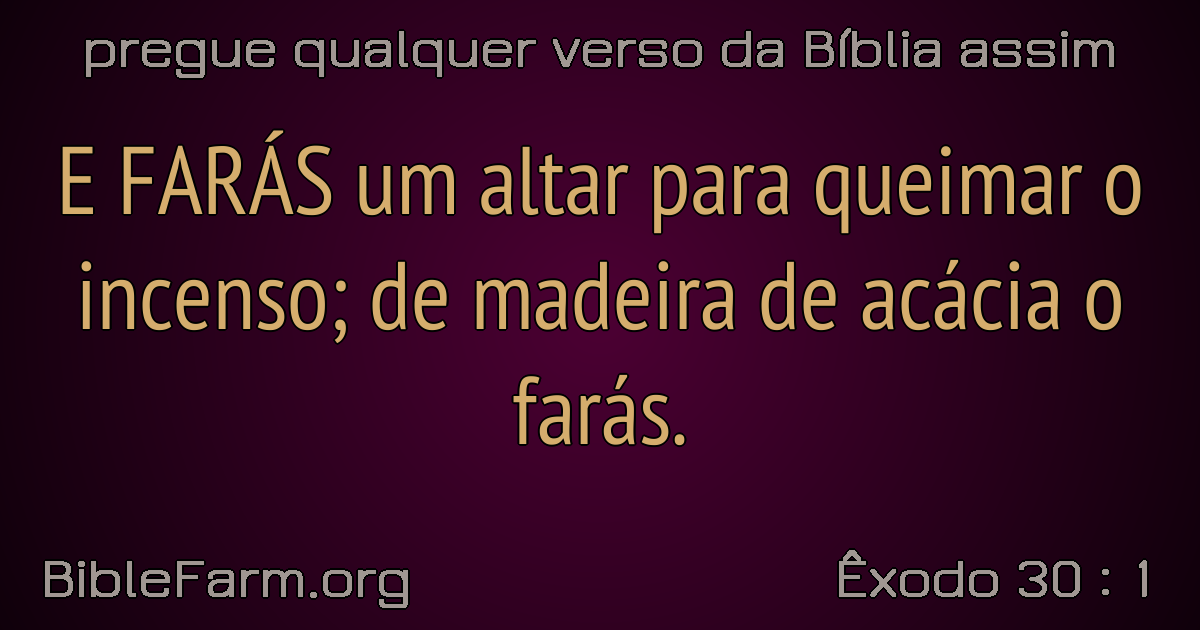 pregue qualquer verso da Bíblia assim
E FARÁS um altar para queimar o
incenso; de madeira de acácia o
farás.
BibleFarm.org
Êxodo 30 : 1